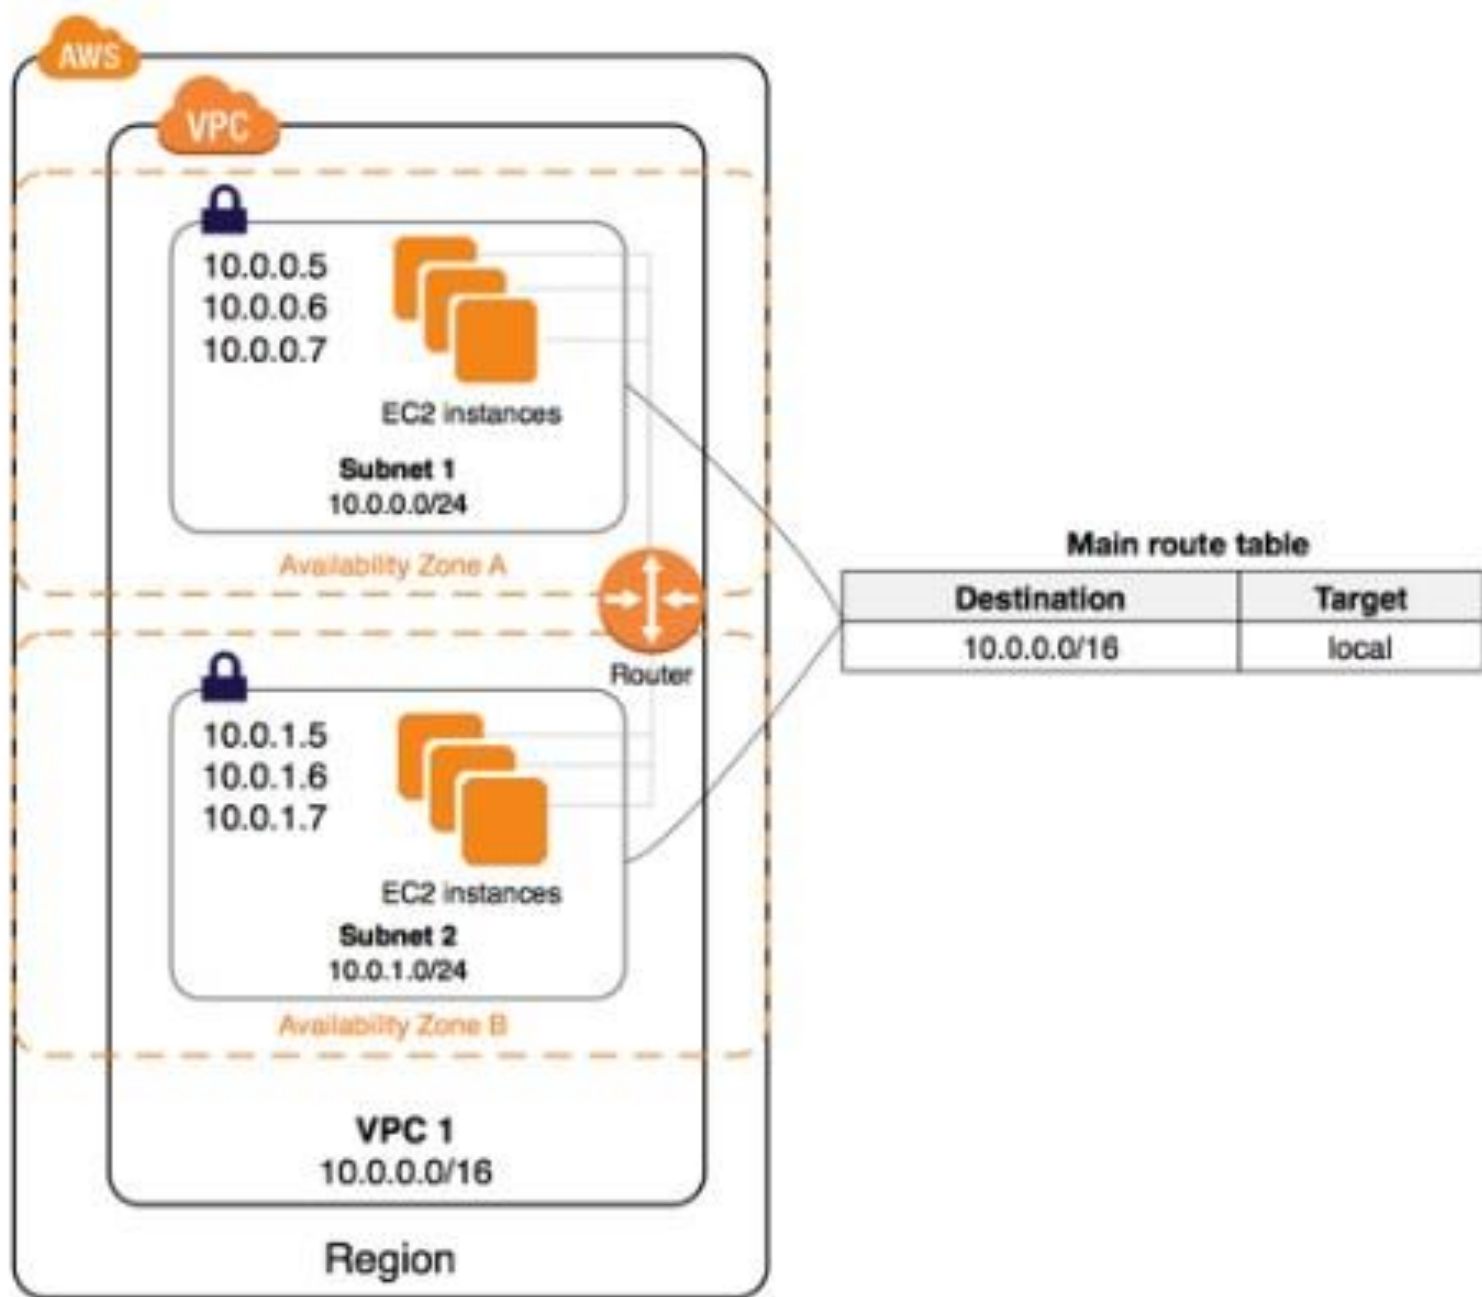 AWS
VPC
10.0.0.5
10.0.0.6
10.0.0.7
EC2 instances
Subnet 1
10.0.0.0/24
Availability Zone A
Router
10.0.1.5
10.0.1.6
10.0.1.7
EC2 instances
Subnet 2
10.0.1.0/24
Availability Zone B
VPC 1
10.0.0.0/16
Region
Main route table
Destination Target
10.0.0.0/16 local